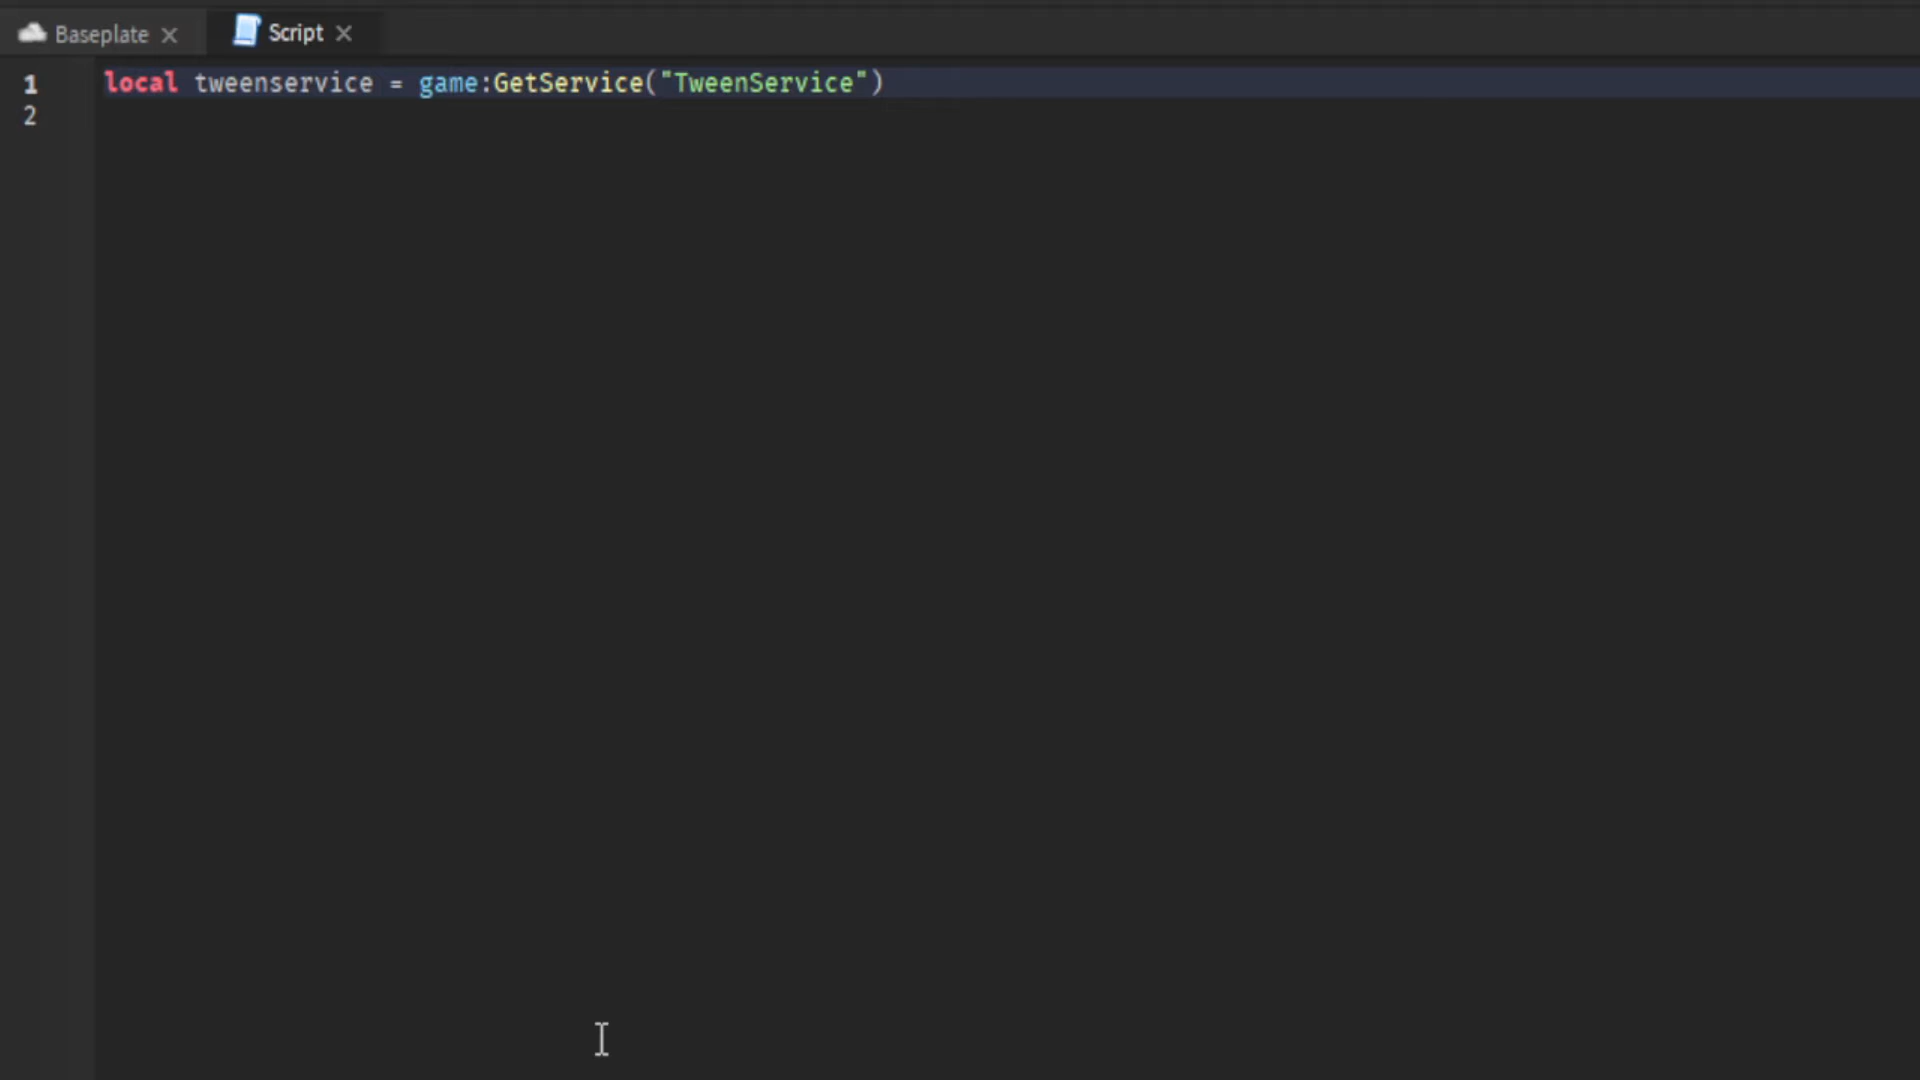 Baseplate
Script
1 local tweenservice = game:GetService("TweenService")
2